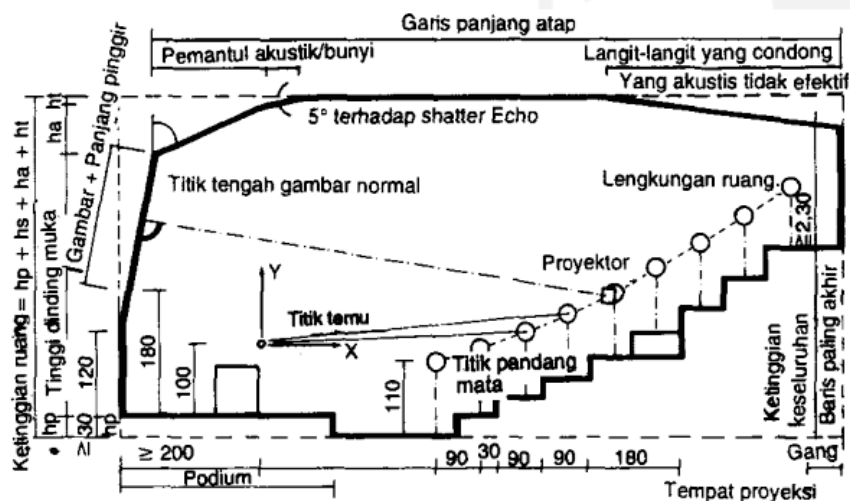 Garis panjang atap
Pemantul akustik/bunyi
Langit-langit yang condong
Yang akustis tidak efektif
5° terhadap shatter Echo
Titik tengah gambar normal
Lengkungan ruang
Proyektor
Y
Titik temu
X
Titik pandang
mata
Ketinggian ruang = hp + hs + ha + ht
Tinggi dinding muka
hp
ha
ht
Gambar + Panjang pinggir
≥ 30
hp
120
180
100
110
≥ 2,30
Ketinggian
keseluruhan
Baris paling akhir
Gang
≥ 200
Podium
90
30
90
90
180
Tempat proyeksi